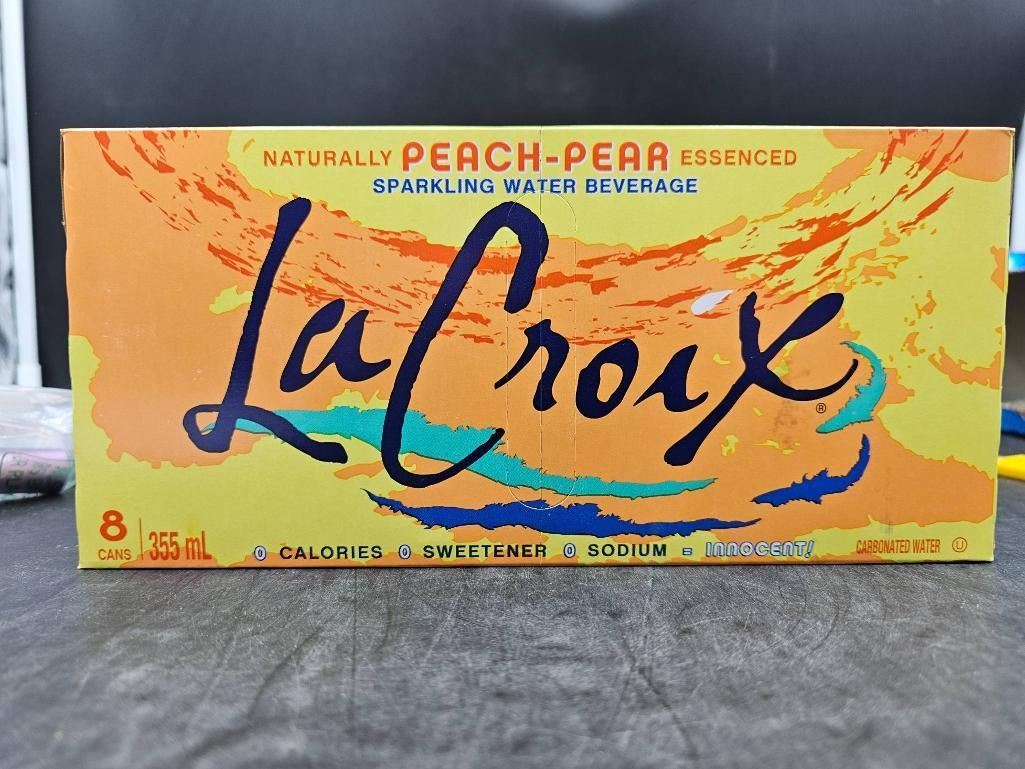 NATURALLY PEACH-PEAR ESSENCED
SPARKLING WATER BEVERAGE
LaCroix®
8
CANS
355 mL
0 CALORIES 0 SWEETENER 0 SODIUM = INNOCENT!
CARBONATED WATER Ⓤ